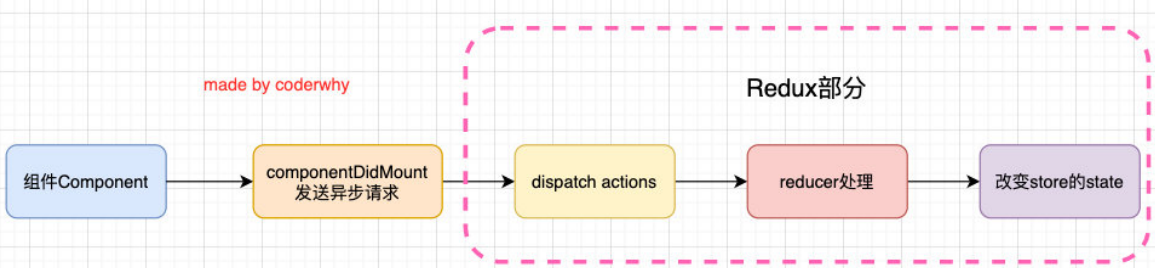 made by coderwhy
Redux部分
组件Component
componentDidMount
发送异步请求
dispatch actions
reducer处理
改变store的state